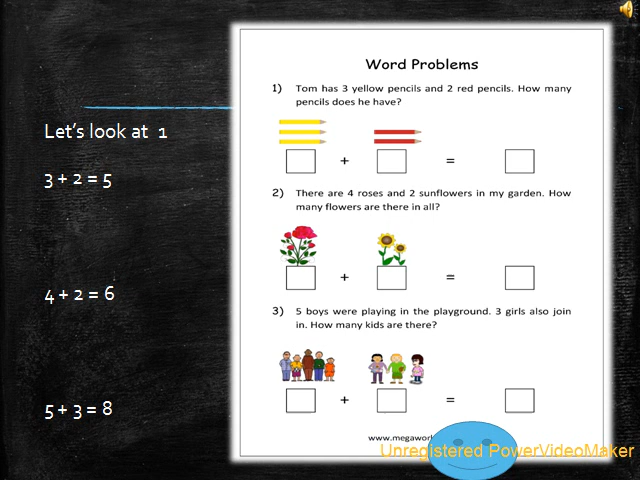 Let's look at 1
3 + 2 = 5
4 + 2 = 6
5 + 3 = 8
Word Problems
1) Tom has 3 yellow pencils and 2 red pencils. How many
pencils does he have?
+ =
2) There are 4 roses and 2 sunflowers in my garden. How
many flowers are there in all?
+ =
3) 5 boys were playing in the playground. 3 girls also join
in. How many kids are there?
+ =
Unregistered PowerVideoMaker